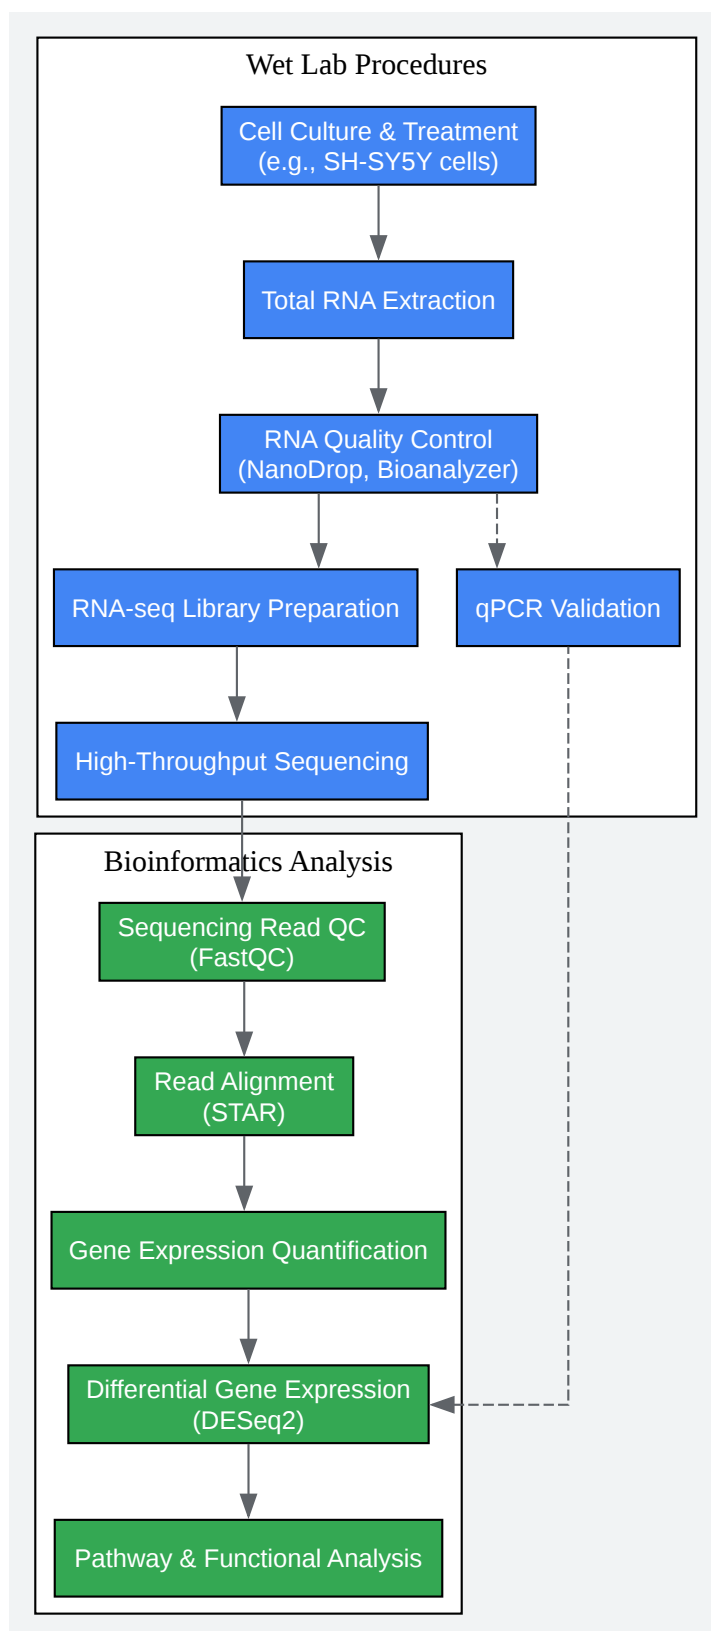 Wet Lab Procedures
Cell Culture & Treatment
(e.g., SH-SY5Y cells)
Total RNA Extraction
RNA Quality Control
(NanoDrop, Bioanalyzer)
RNA-seq Library Preparation
qPCR Validation
High-Throughput Sequencing
Bioinformatics Analysis
Sequencing Read QC
(FastQC)
Read Alignment
(STAR)
Gene Expression Quantification
Differential Gene Expression
(DESeq2)
Pathway & Functional Analysis